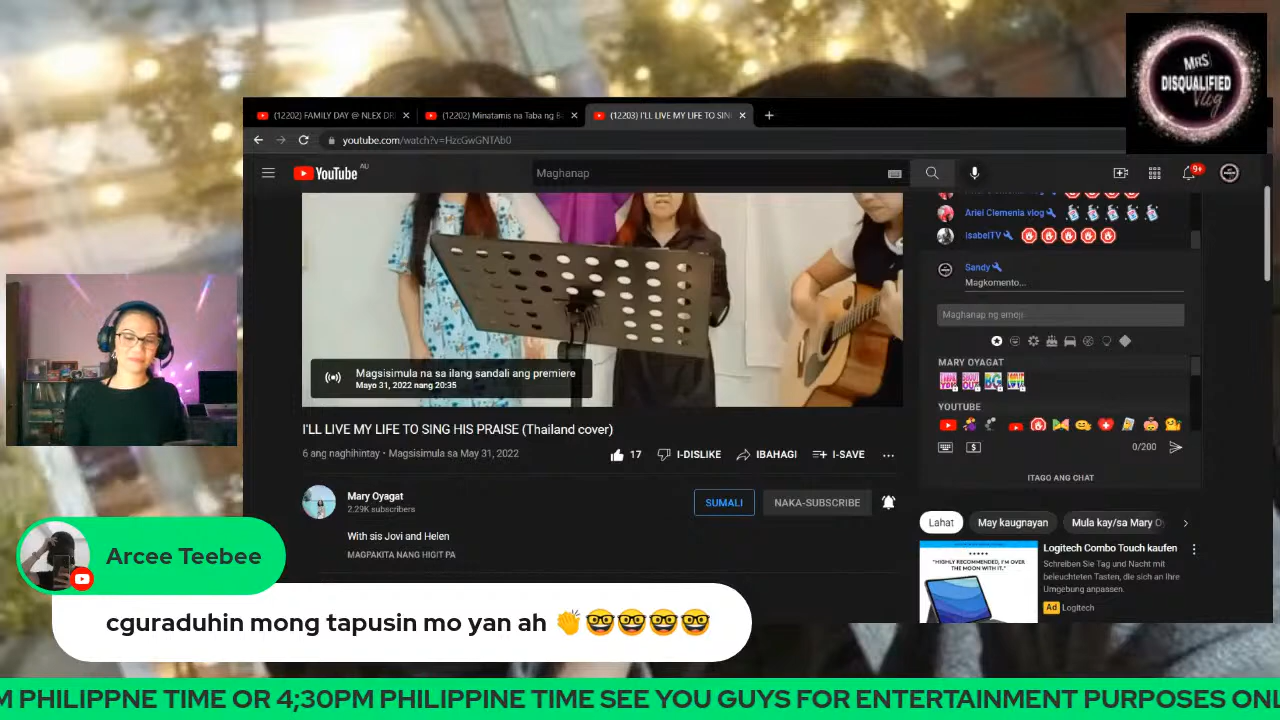 MRS
DISQUALIFIED
Vlog
(12202) FAMILY DAY @ NLEX DR
(12202) Minatamis na Taba ng B
(12203) I'LL LIVE MY LIFE TO SIN
youtube.com/watch?v=HzcGwGNTAb0
YouTube AU
Maghanap
9+
Ariel Clemenia vlog
IsabelTV
Sandy
Magkomento...
Maghanap ng emoji
MARY OYAGAT
YOUTUBE
0/200
ITAGO ANG CHAT
Magsisimula na sa ilang sandali ang premiere
Mayo 31, 2022 nang 20:35
I'LL LIVE MY LIFE TO SING HIS PRAISE (Thailand cover)
6 ang naghihintay • Magsisimula sa May 31, 2022
17
I-DISLIKE
IBAHAGI
I-SAVE
Mary Oyagat
2.29K subscribers
SUMALI
NAKA-SUBSCRIBE
With sis Jovi and Helen
MAGPAKITA NANG HIGIT PA
Lahat
May kaugnayan
Mula kay/sa Mary O
"HIGHLY RECOMMENDED, I'M OVER
THE MOON WITH IT."
Logitech Combo Touch kaufen
Schreiben Sie Tag und Nacht mit
beleuchteten Tasten, die sich an Ihre
Umgebung anpassen.
Ad Logitech
Arcee Teebee
cguraduhin mong tapusin mo yan ah 👏🤓🤓🤓🤓
M PHILIPPNE TIME OR 4;30PM PHILIPPINE TIME SEE YOU GUYS FOR ENTERTAINMENT PURPOSES ONL